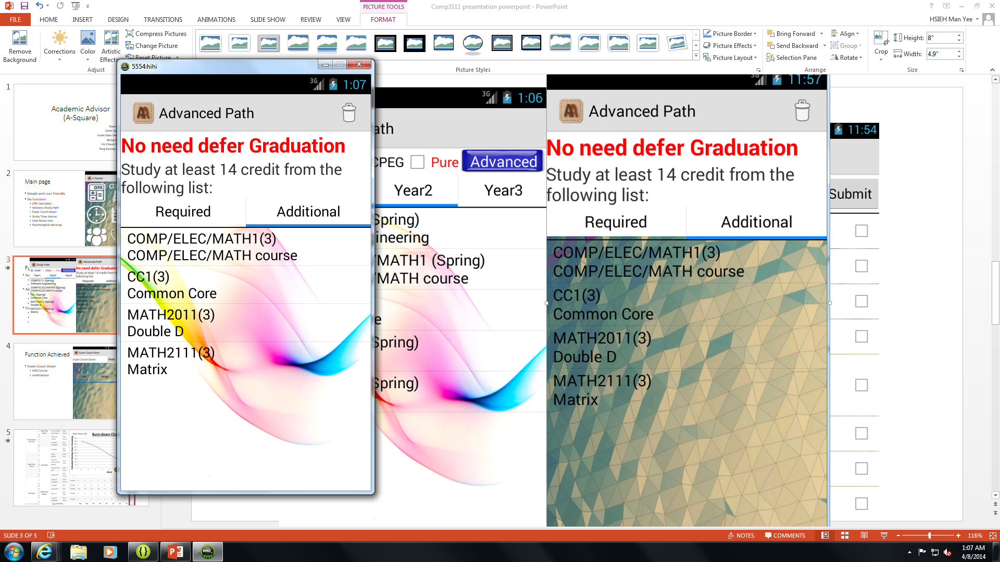 PICTURE TOOLS
Comp3111 presentation powerpoint - PowerPoint
FILE
HOME
INSERT
DESIGN
TRANSITIONS
ANIMATIONS
SLIDE SHOW
REVIEW
VIEW
FORMAT
HSIEH Man Yee
Remove Background
Corrections
Color
Artistic Effects
Compress Pictures
Change Picture
Reset Picture
Adjust
Picture Styles
Picture Border
Picture Effects
Picture Layout
Bring Forward
Send Backward
Selection Pane
Align
Group
Rotate
Arrange
Crop
Height: 8"
Width: 4.9"
Size
1
Academic Advisor
(A-Square)
2
Main page
Simple and user friendly
Six function:
GPA Calculator
Advisory Study Path
Exam Count-down
Study Time Advice
Chat Room icon
Psychological advising
3
4
Function Achieved
Exam Count Down
Add Course
notifications
5
5554:hihi
3G 1:07
Advanced Path
No need defer Graduation
Study at least 14 credit from the
following list:
Required
Additional
COMP/ELEC/MATH1(3)
COMP/ELEC/MATH course
CC1(3)
Common Core
MATH2011(3)
Double D
MATH2111(3)
Matrix
3G 1:06
ath
CPEG
Pure
Advanced
Year2
Year3
Spring)
ineering
/MATH1 (Spring)
/MATH course
e
Spring)
Spring)
3G 11:57
Advanced Path
No need defer Graduation
Study at least 14 credit from the
following list:
Required
Additional
COMP/ELEC/MATH1(3)
COMP/ELEC/MATH course
CC1(3)
Common Core
MATH2011(3)
Double D
MATH2111(3)
Matrix
11:54
Submit
SLIDE 3 OF 5
NOTES
COMMENTS
116%
1:07 AM
4/8/2014